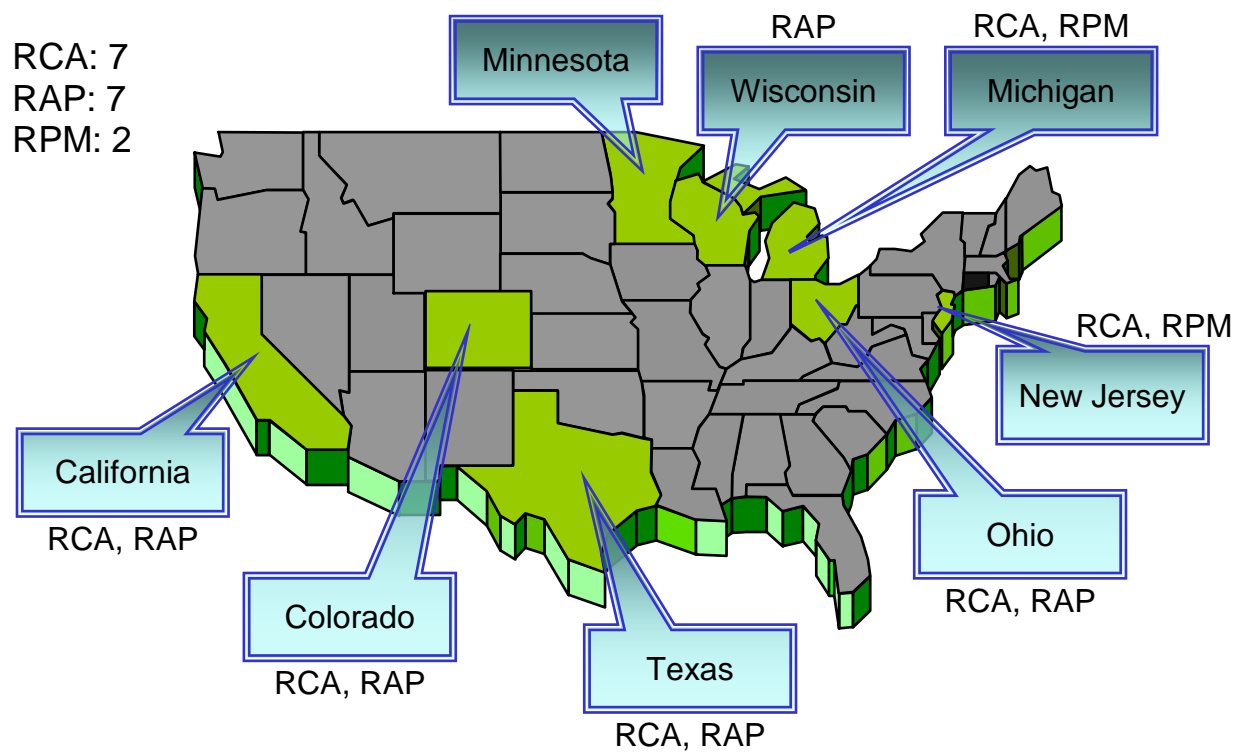 RCA: 7
RAP: 7
RPM: 2
Minnesota
RAP
Wisconsin
RCA, RPM
Michigan
RCA, RPM
New Jersey
California
RCA, RAP
Colorado
RCA, RAP
Texas
RCA, RAP
Ohio
RCA, RAP